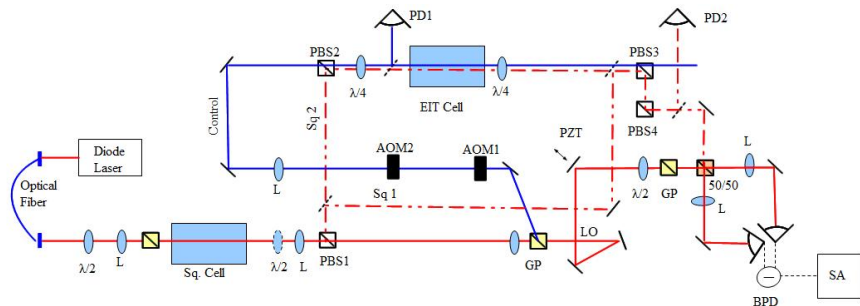 PD1
PD2
PBS2
PBS3
λ/4
EIT Cell
λ/4
Control
Sq 2
PBS4
PZT
Diode
Laser
AOM2
AOM1
L
Optical
Fiber
L
Sq 1
λ/2
GP
50/50
L
LO
λ/2
L
Sq. Cell
λ/2
L
PBS1
GP
BPD
SA